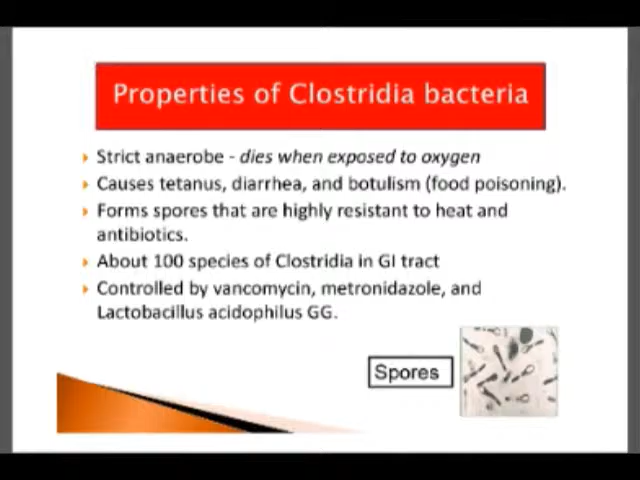 Properties of Clostridia bacteria
Strict anaerobe - dies when exposed to oxygen
Causes tetanus, diarrhea, and botulism (food poisoning).
Forms spores that are highly resistant to heat and
antibiotics.
About 100 species of Clostridia in GI tract
Controlled by vancomycin, metronidazole, and
Lactobacillus acidophilus GG.
Spores